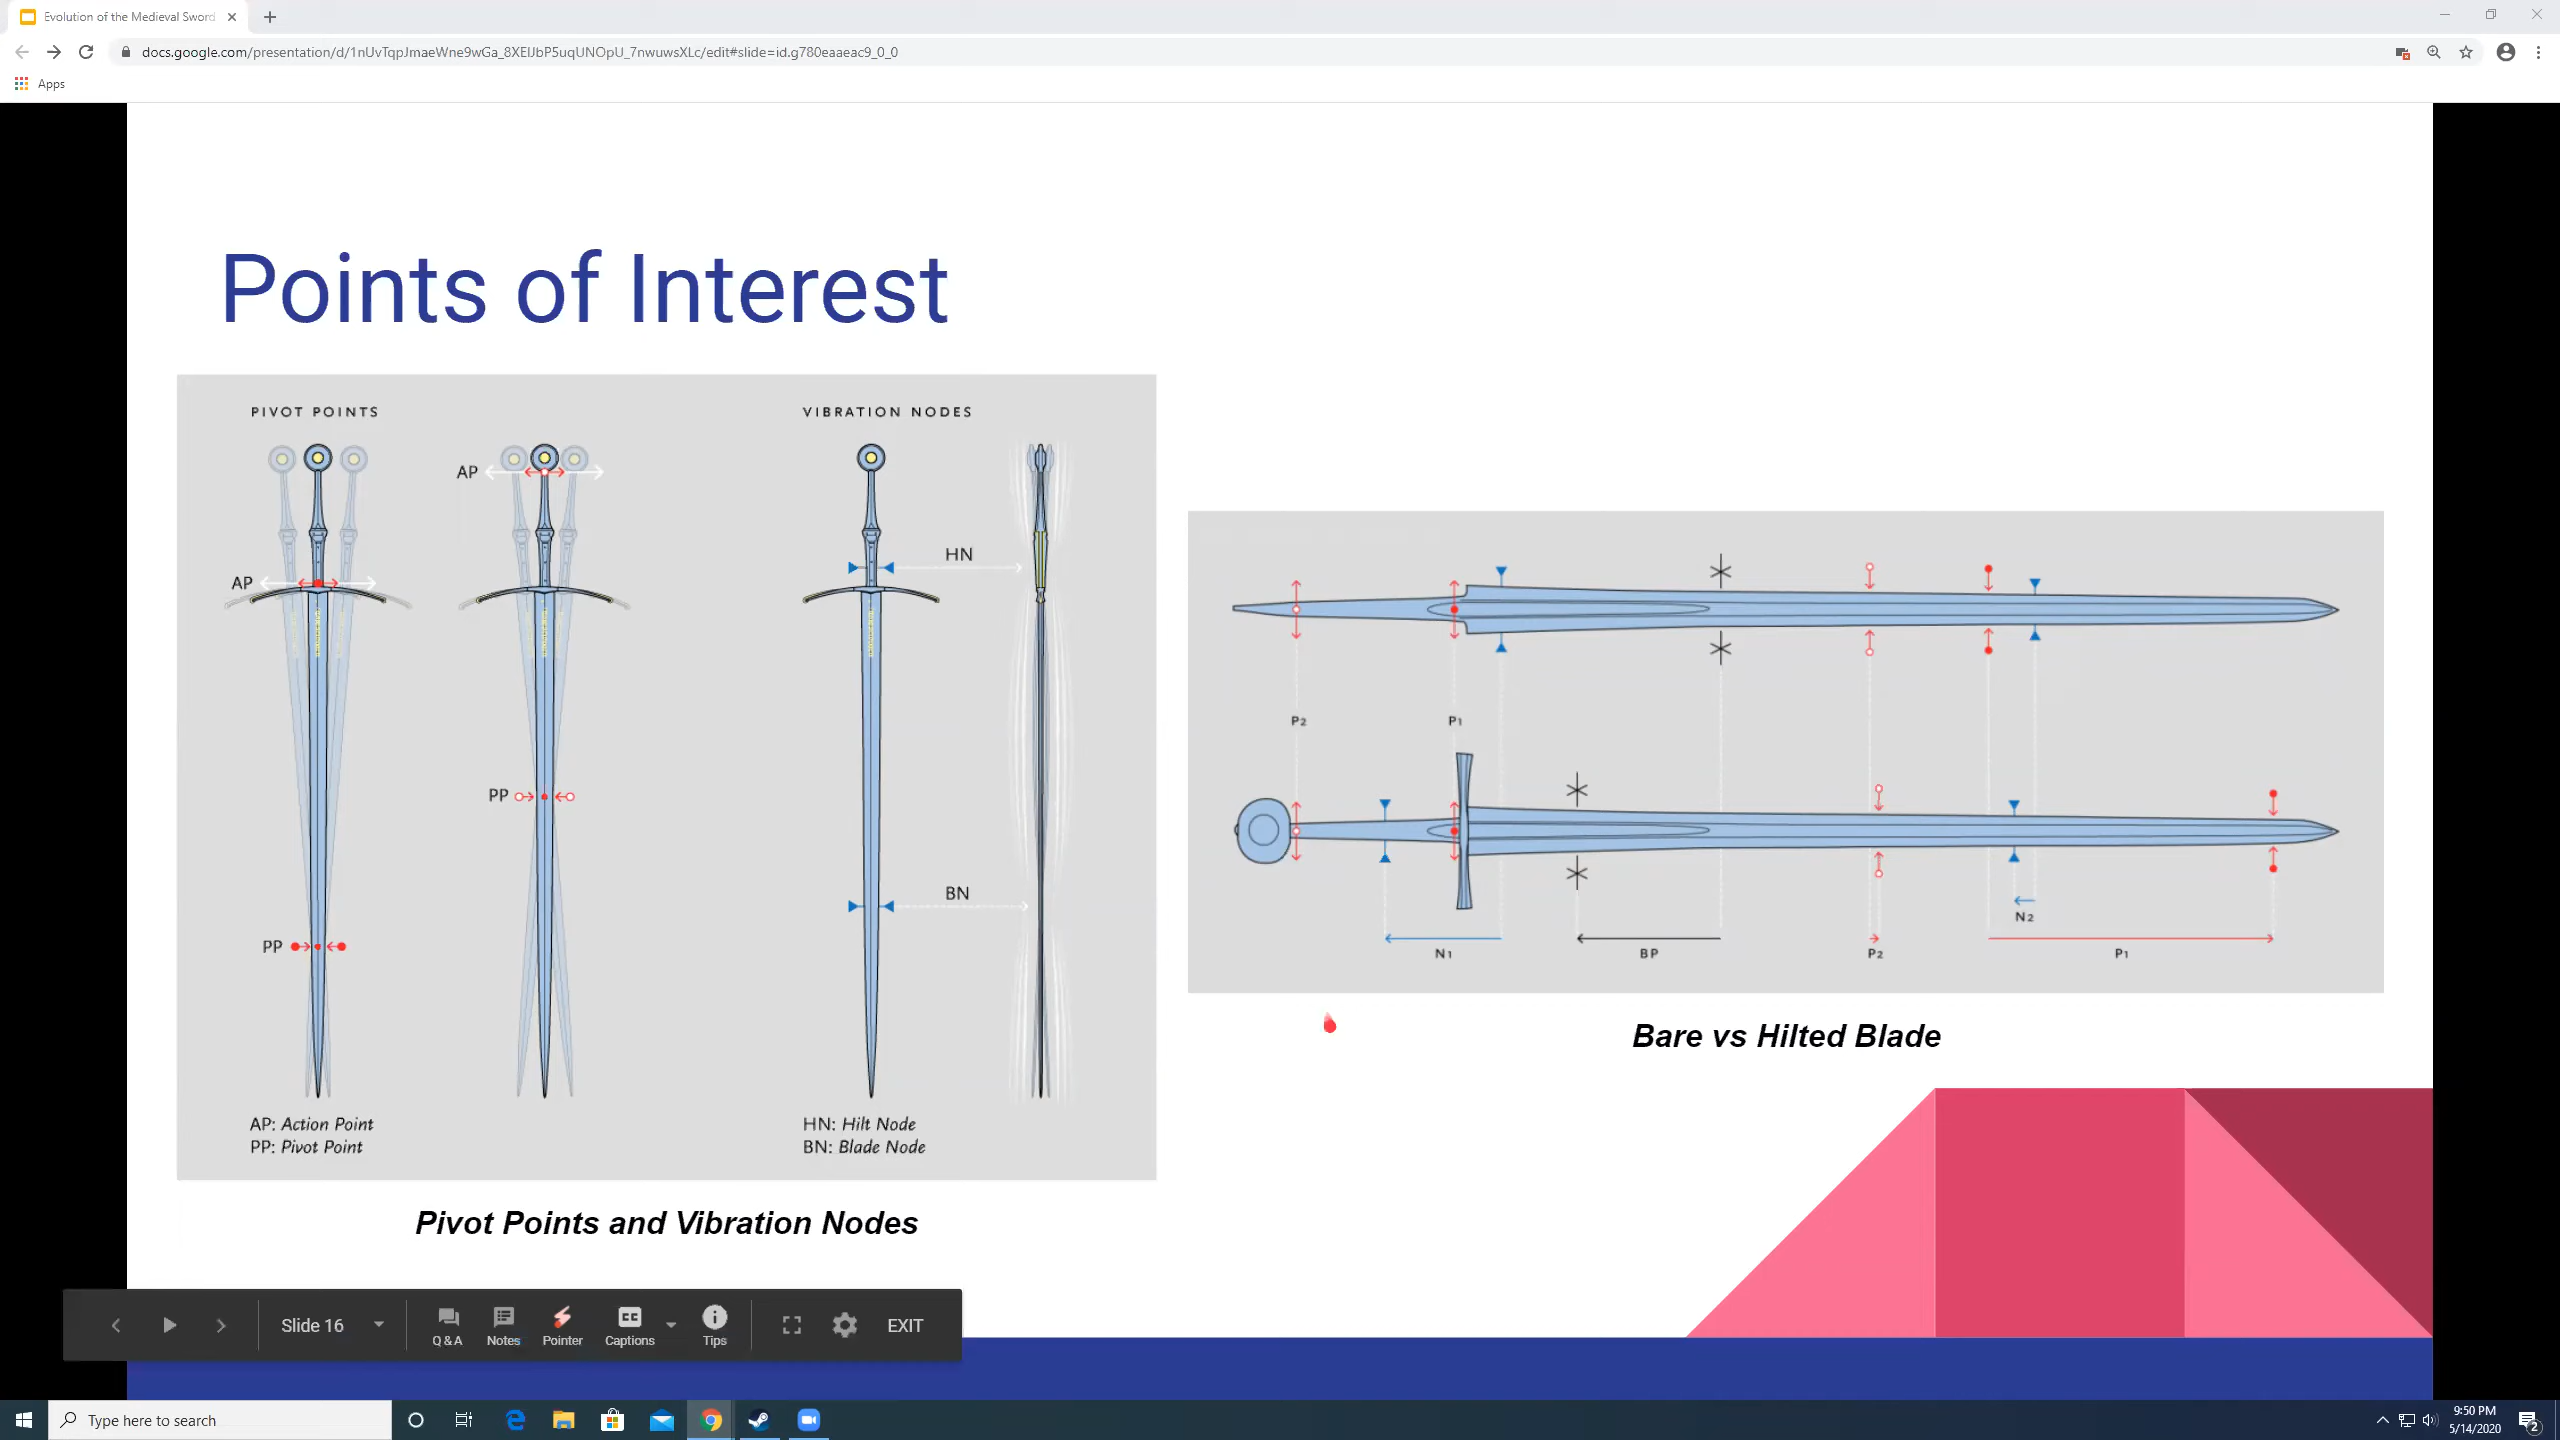 Evolution of the Medieval Sword
docs.google.com/presentation/d/1nUvTqpJmaeWne9wGa_8XEIJbP5uqUNOpU_7nwuwsXLc/edit#slide=id.g780eaaeac9_0_0
Apps
Points of Interest
PIVOT POINTS
VIBRATION NODES
AP
AP
HN
PP
BN
PP
AP: Action Point
PP: Pivot Point
HN: Hilt Node
BN: Blade Node
Pivot Points and Vibration Nodes
P2
P1
N2
N1
BP
P2
P1
Bare vs Hilted Blade
Slide 16
Q & A
Notes
Pointer
CC
Captions
Tips
EXIT
Type here to search
9:50 PM
5/14/2020
2